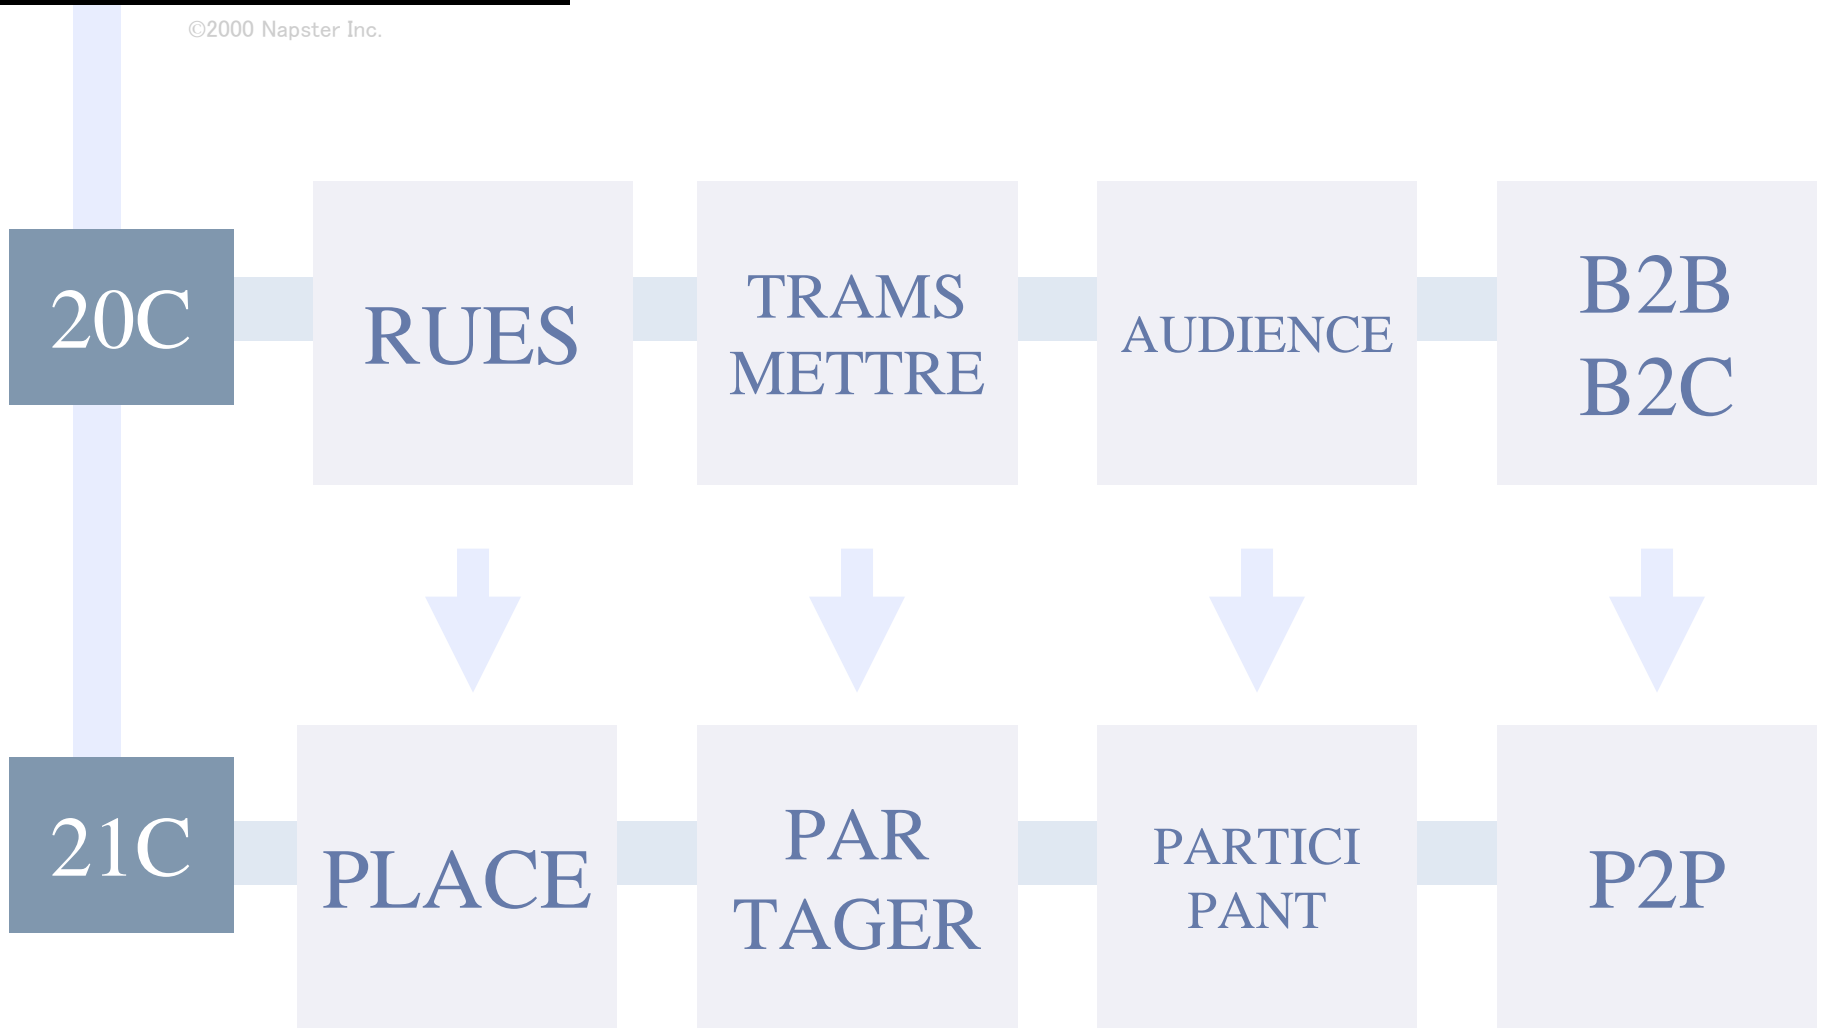 ©2000 Napster Inc.
20C
RUES
TRAMS
METTRE
AUDIENCE
B2B
B2C
21C
PLACE
PAR
TAGER
PARTICI
PANT
P2P